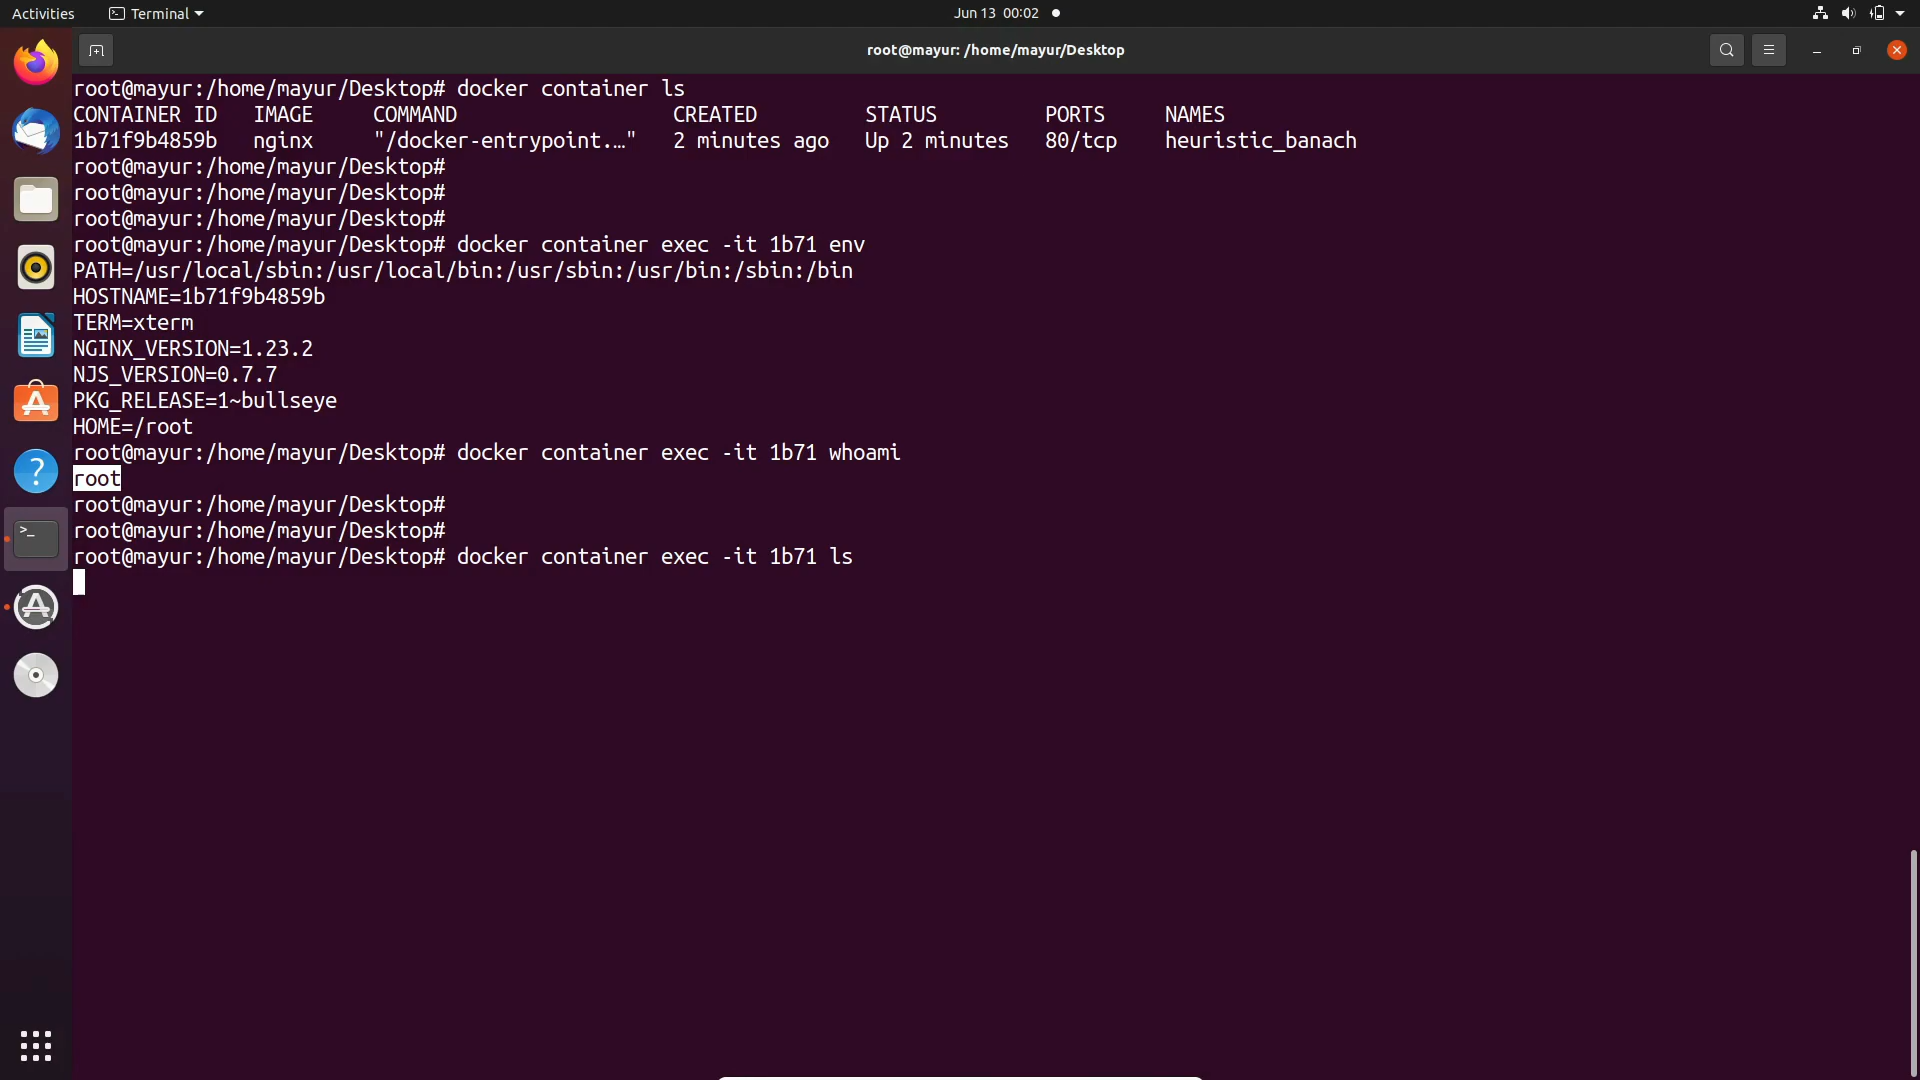 Activities Terminal Jun 13 00:02
root@mayur: /home/mayur/Desktop
root@mayur:/home/mayur/Desktop# docker container ls
CONTAINER ID   IMAGE     COMMAND                  CREATED         STATUS         PORTS     NAMES
1b71f9b4859b   nginx     "/docker-entrypoint.…"   2 minutes ago   Up 2 minutes   80/tcp    heuristic_banach
root@mayur:/home/mayur/Desktop#
root@mayur:/home/mayur/Desktop#
root@mayur:/home/mayur/Desktop#
root@mayur:/home/mayur/Desktop# docker container exec -it 1b71 env
PATH=/usr/local/sbin:/usr/local/bin:/usr/sbin:/usr/bin:/sbin:/bin
HOSTNAME=1b71f9b4859b
TERM=xterm
NGINX_VERSION=1.23.2
NJS_VERSION=0.7.7
PKG_RELEASE=1~bullseye
HOME=/root
root@mayur:/home/mayur/Desktop# docker container exec -it 1b71 whoami
root
root@mayur:/home/mayur/Desktop#
root@mayur:/home/mayur/Desktop#
root@mayur:/home/mayur/Desktop# docker container exec -it 1b71 ls